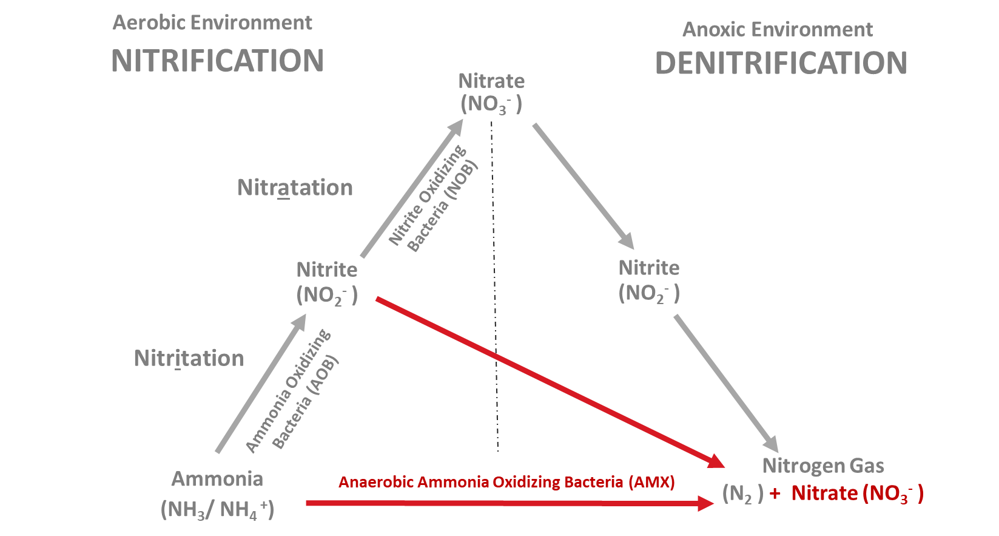 Aerobic Environment
NITRIFICATION
Anoxic Environment
DENITRIFICATION
Nitrate
(NO₃⁻ )
Nitratation
Nitrite Oxidizing
Bacteria (NOB)
Nitrite
(NO₂⁻ )
Nitrite
(NO₂⁻ )
Nitritation
Ammonia Oxidizing
Bacteria (AOB)
Ammonia
(NH₃/ NH₄⁺)
Anaerobic Ammonia Oxidizing Bacteria (AMX)
Nitrogen Gas
(N₂ ) + Nitrate (NO₃⁻ )